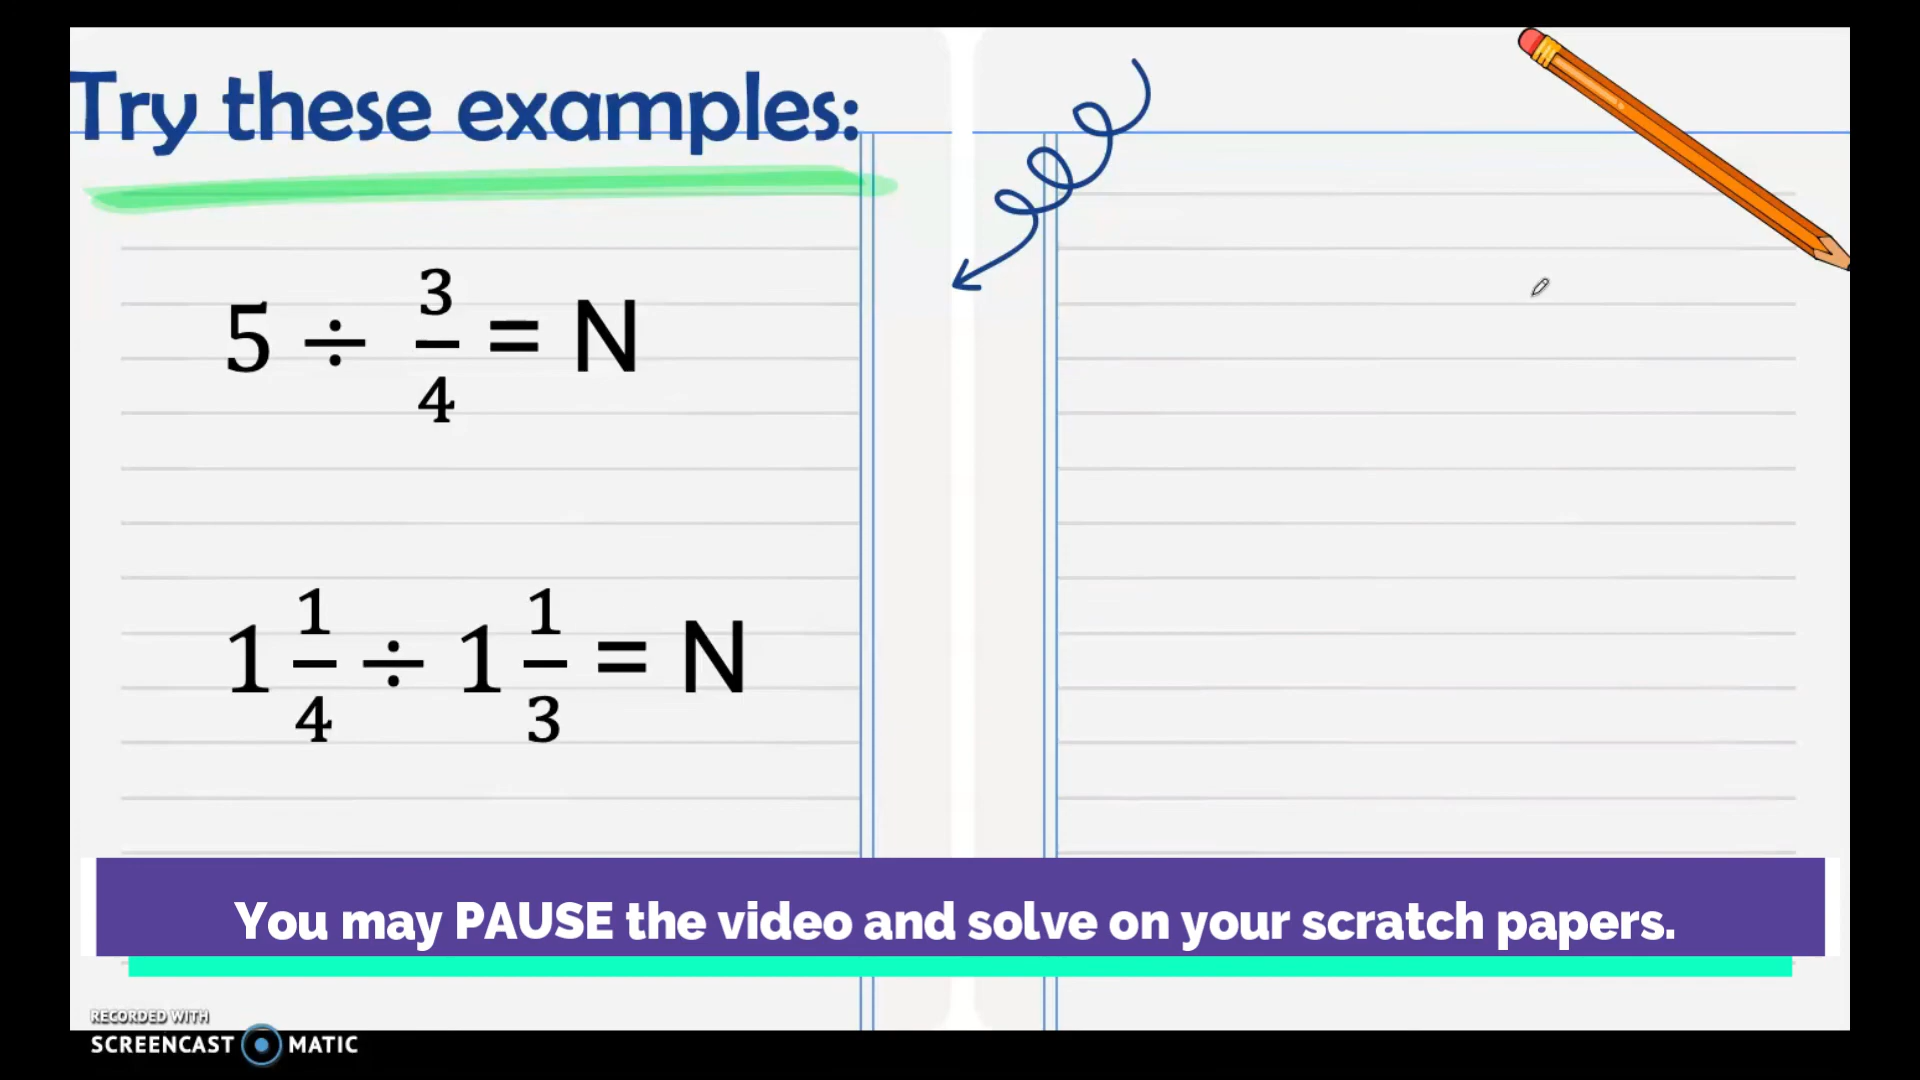 Try these examples:
5 ÷ 3/4 = N
1 1/4 ÷ 1 1/3 = N
You may PAUSE the video and solve on your scratch papers.
RECORDED WITH
SCREENCAST MATIC